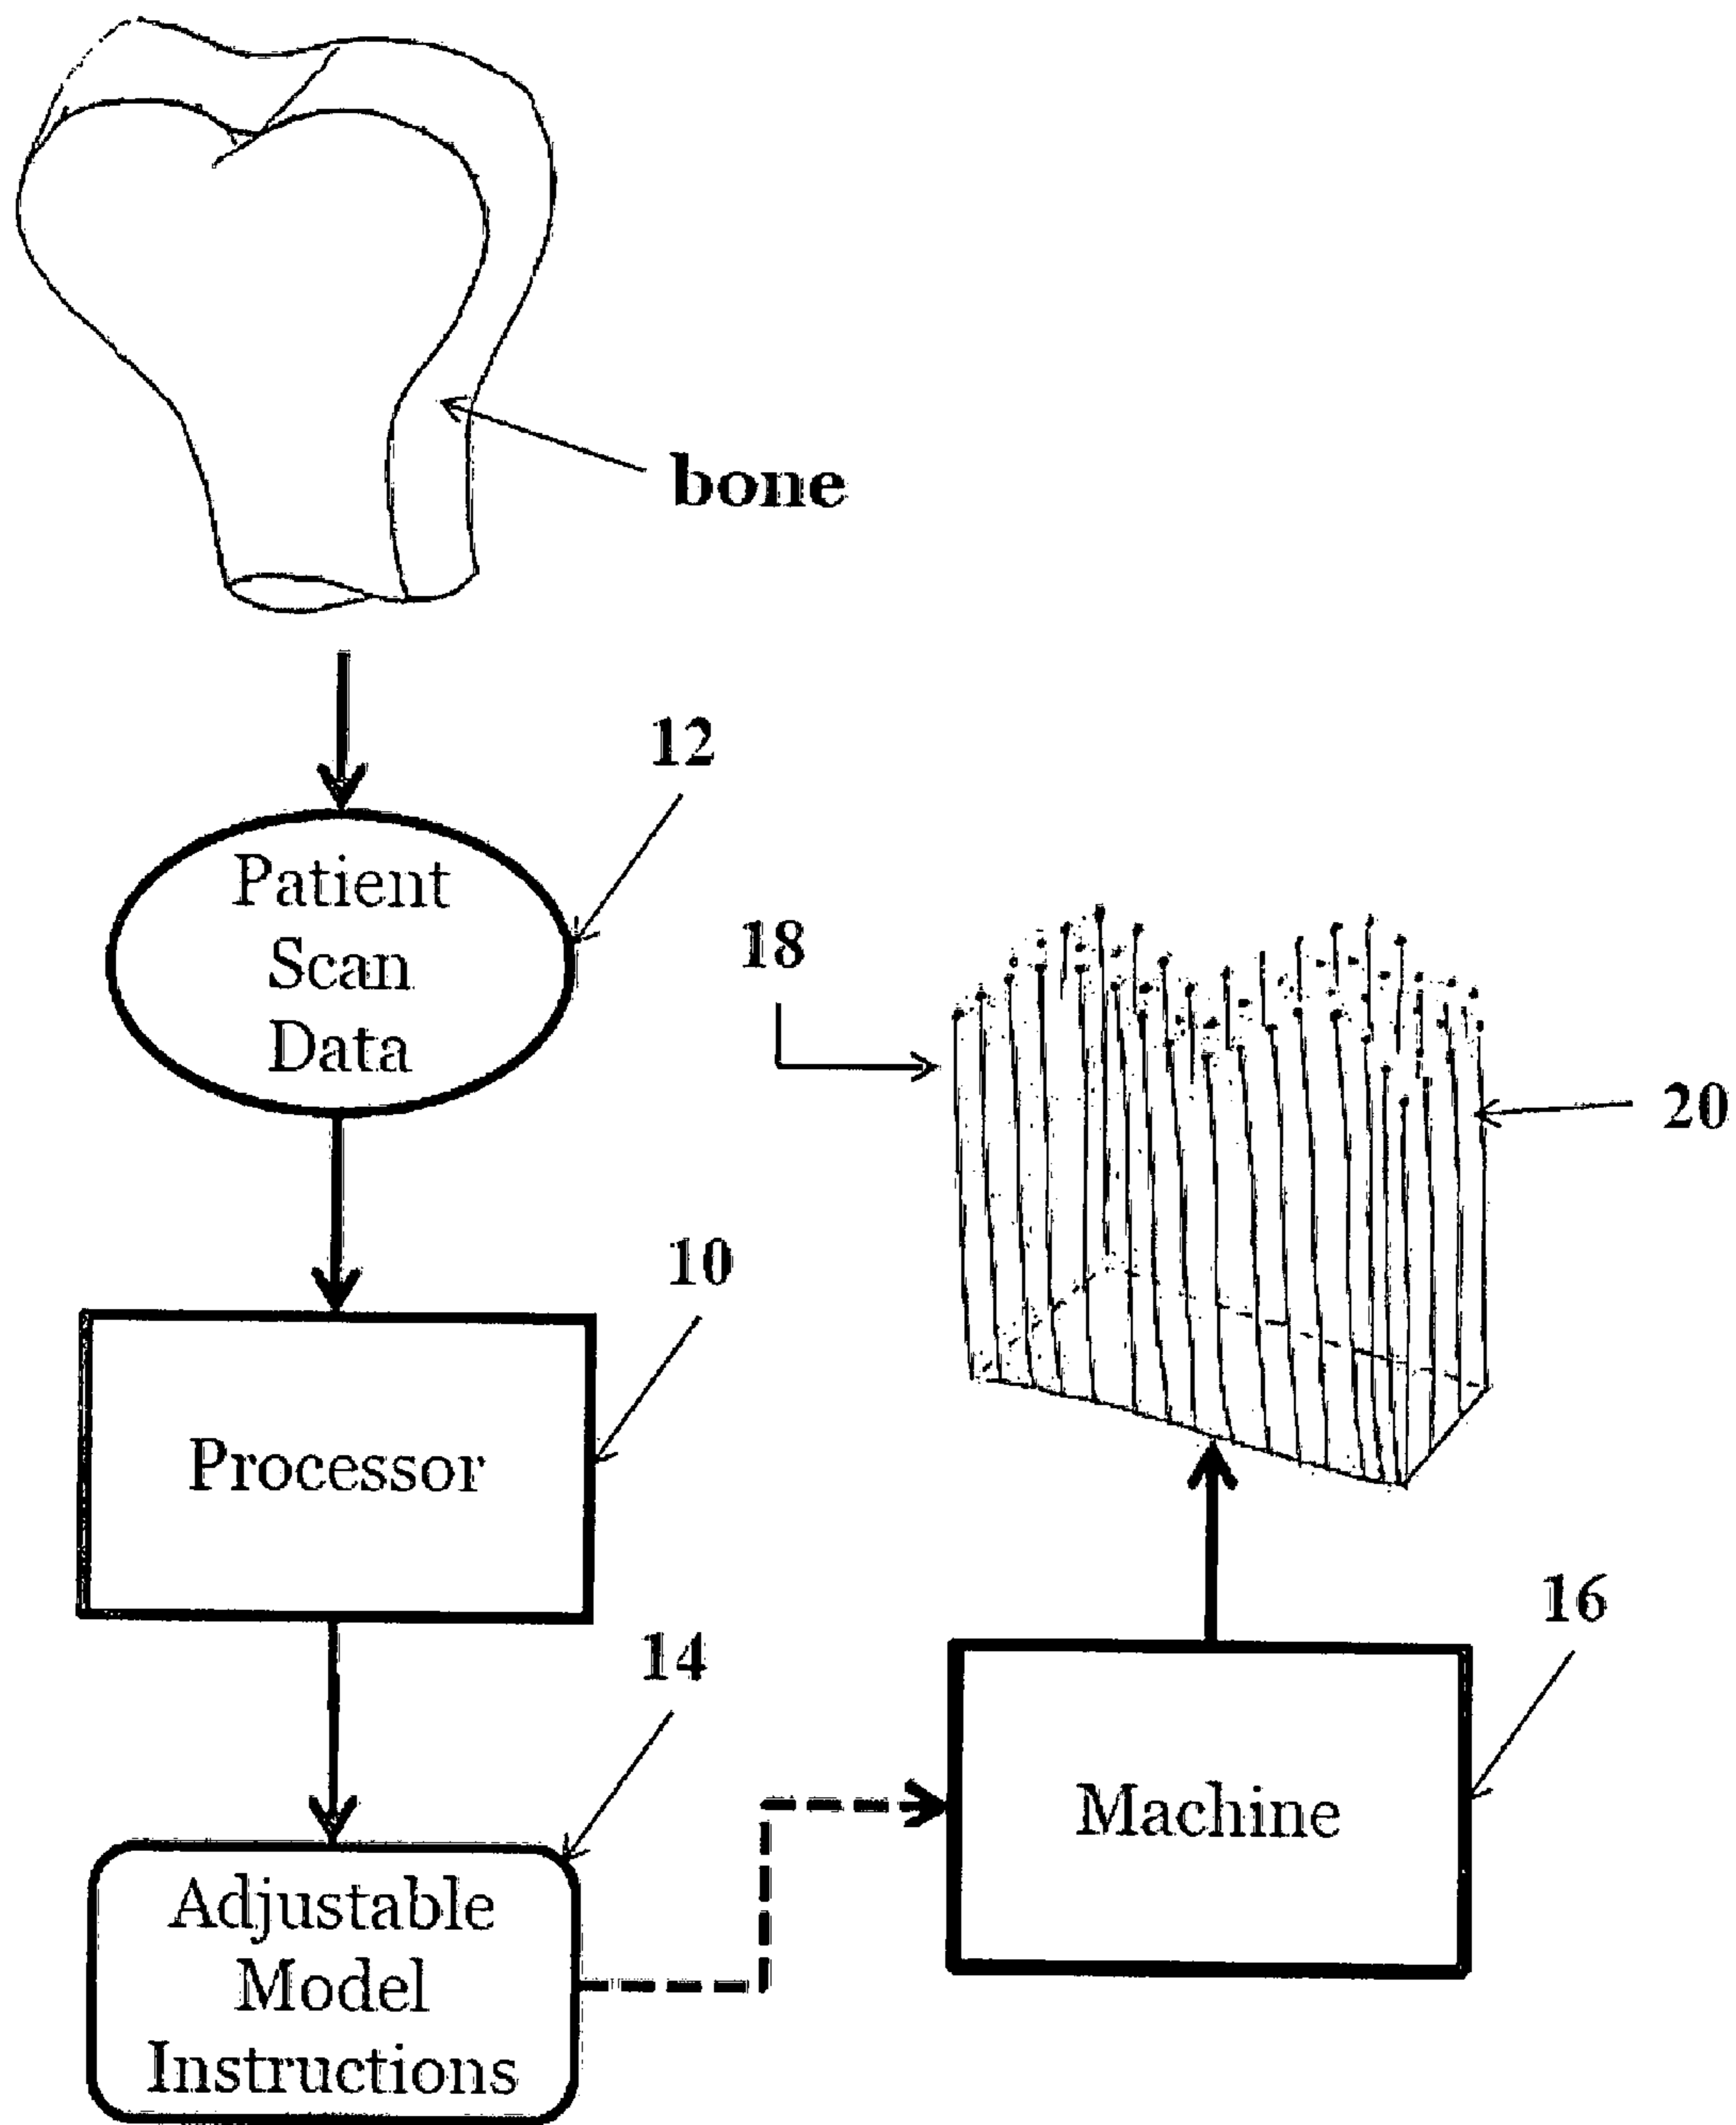 bone
12
Patient
Scan
Data
18
20
10
Processor
14
16
Machine
Adjustable
Model
Instructions